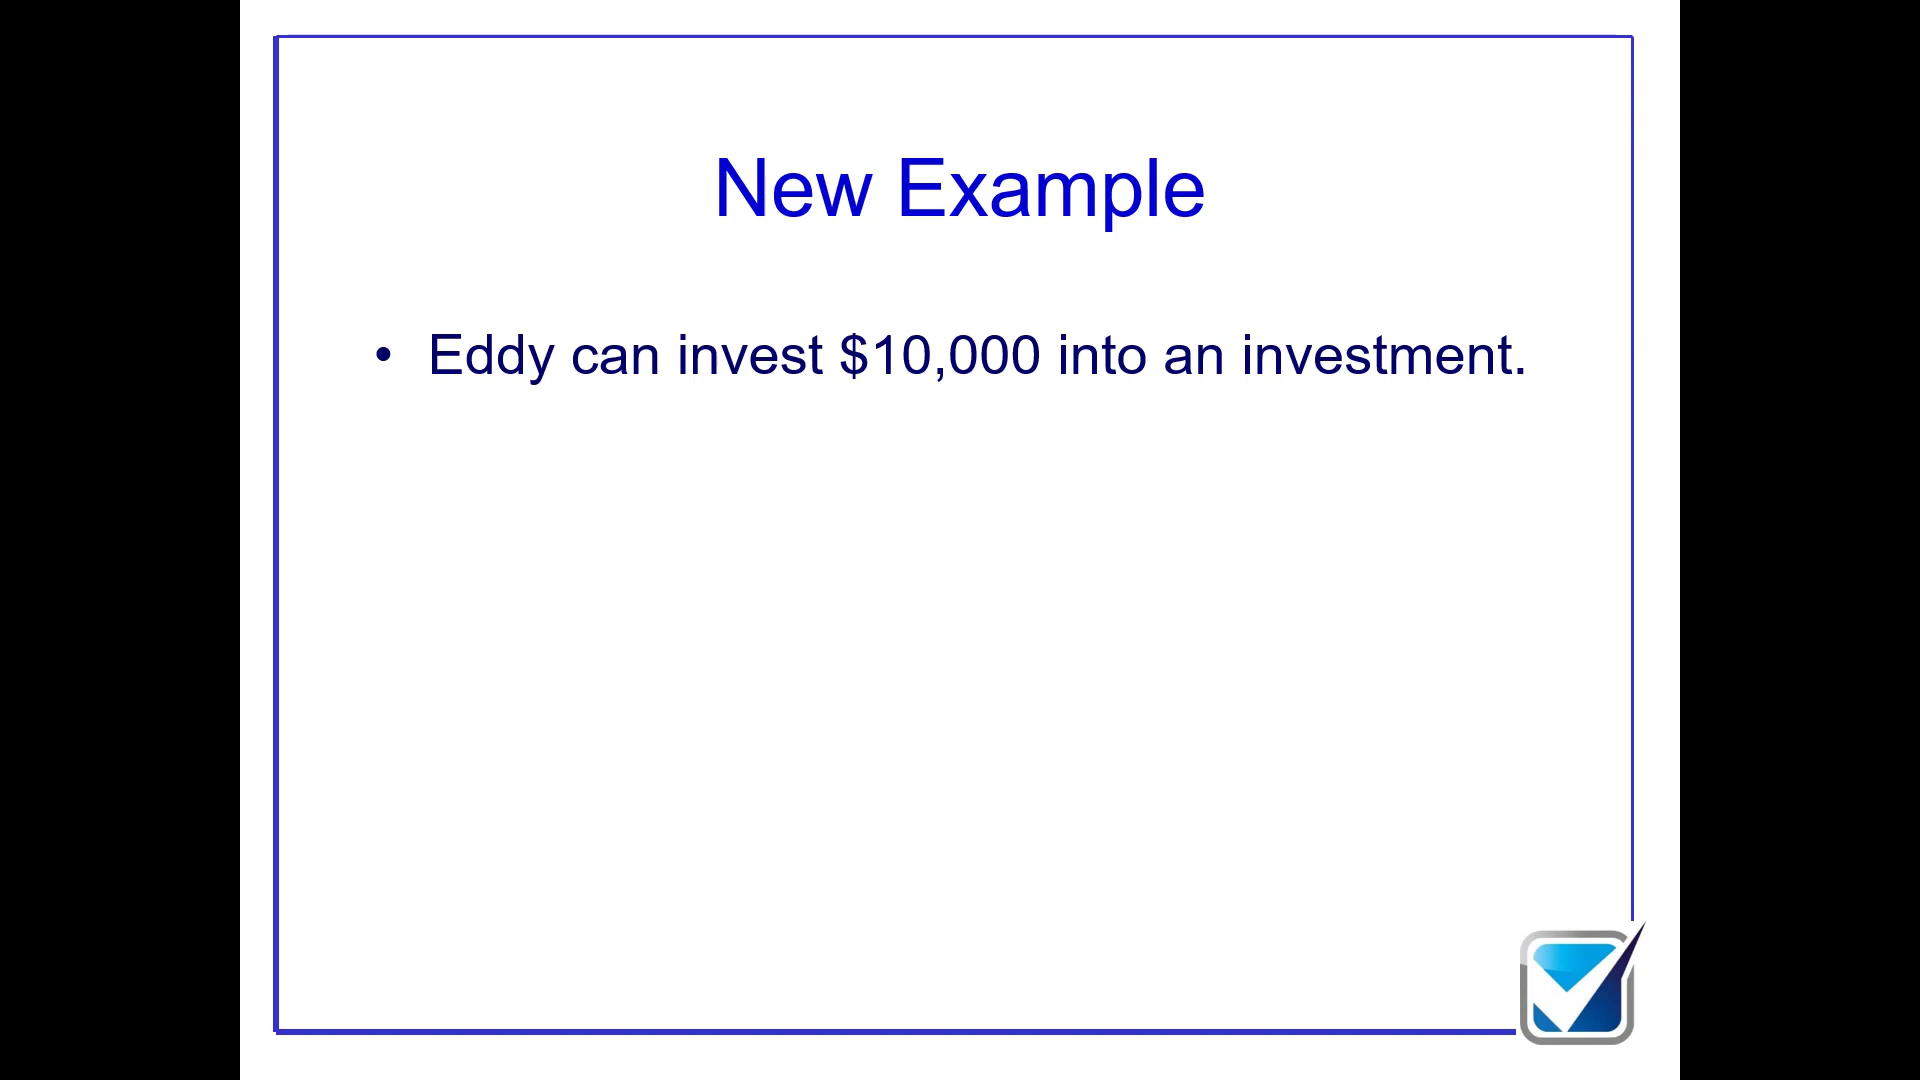 New Example
• Eddy can invest $10,000 into an investment.